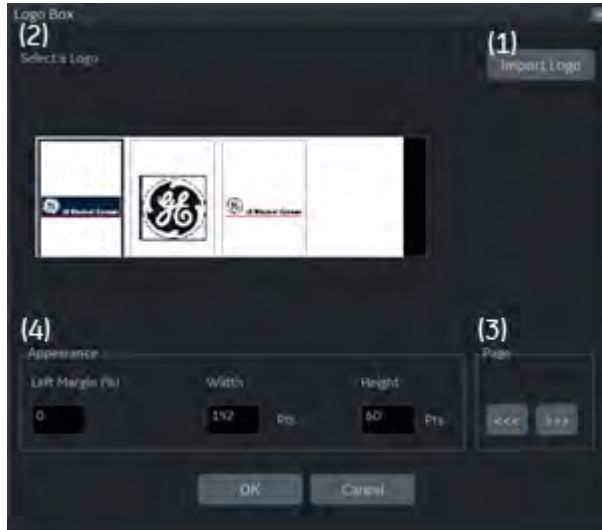 Logo Box
(2)
(1)
Select a Logo
Import Logo
(4)
(3)
Appearance
Page
Left Margin (%)
Width
Height
0
192
Pts
60
Pts
<<<
>>>
OK
Cancel